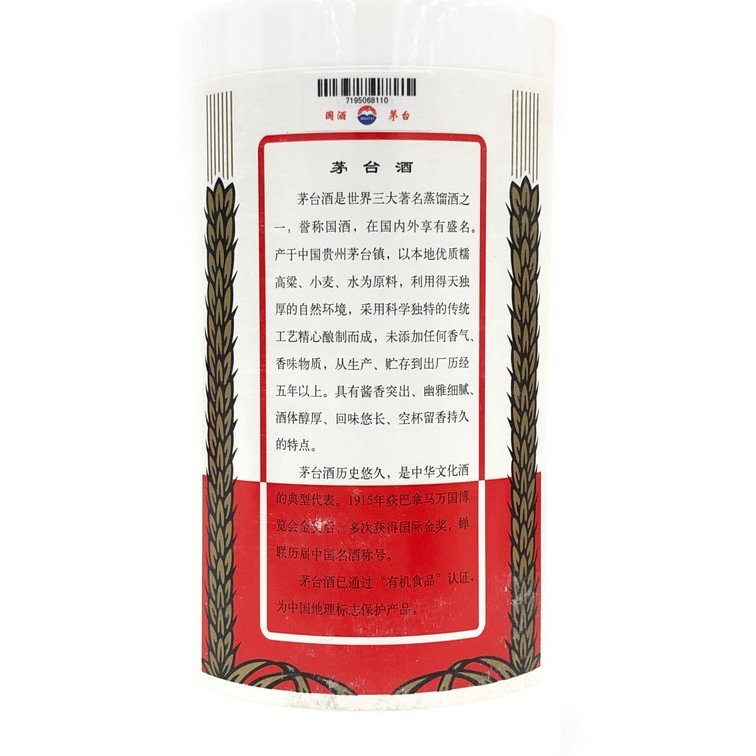 7195068110
国酒 茅台
茅台酒
茅台酒是世界三大著名蒸馏酒之
一，誉称国酒，在国内外享有盛名。
产于中国贵州茅台镇，以本地优质糯
高粱、小麦、水为原料，利用得天独
厚的自然环境，采用科学独特的传统
工艺精心酿制而成，未添加任何香气、
香味物质，从生产、贮存到出厂历经
五年以上。具有酱香突出、幽雅细腻、
酒体醇厚、回味悠长、空杯留香持久
的特点。
茅台酒历史悠久，是中华文化酒
的典型代表。1915年获巴拿马万国博
览会金奖后，多次获得国际金奖，蝉
联历届中国名酒称号。
茅台酒已通过“有机食品”认证，
为中国地理标志保护产品。